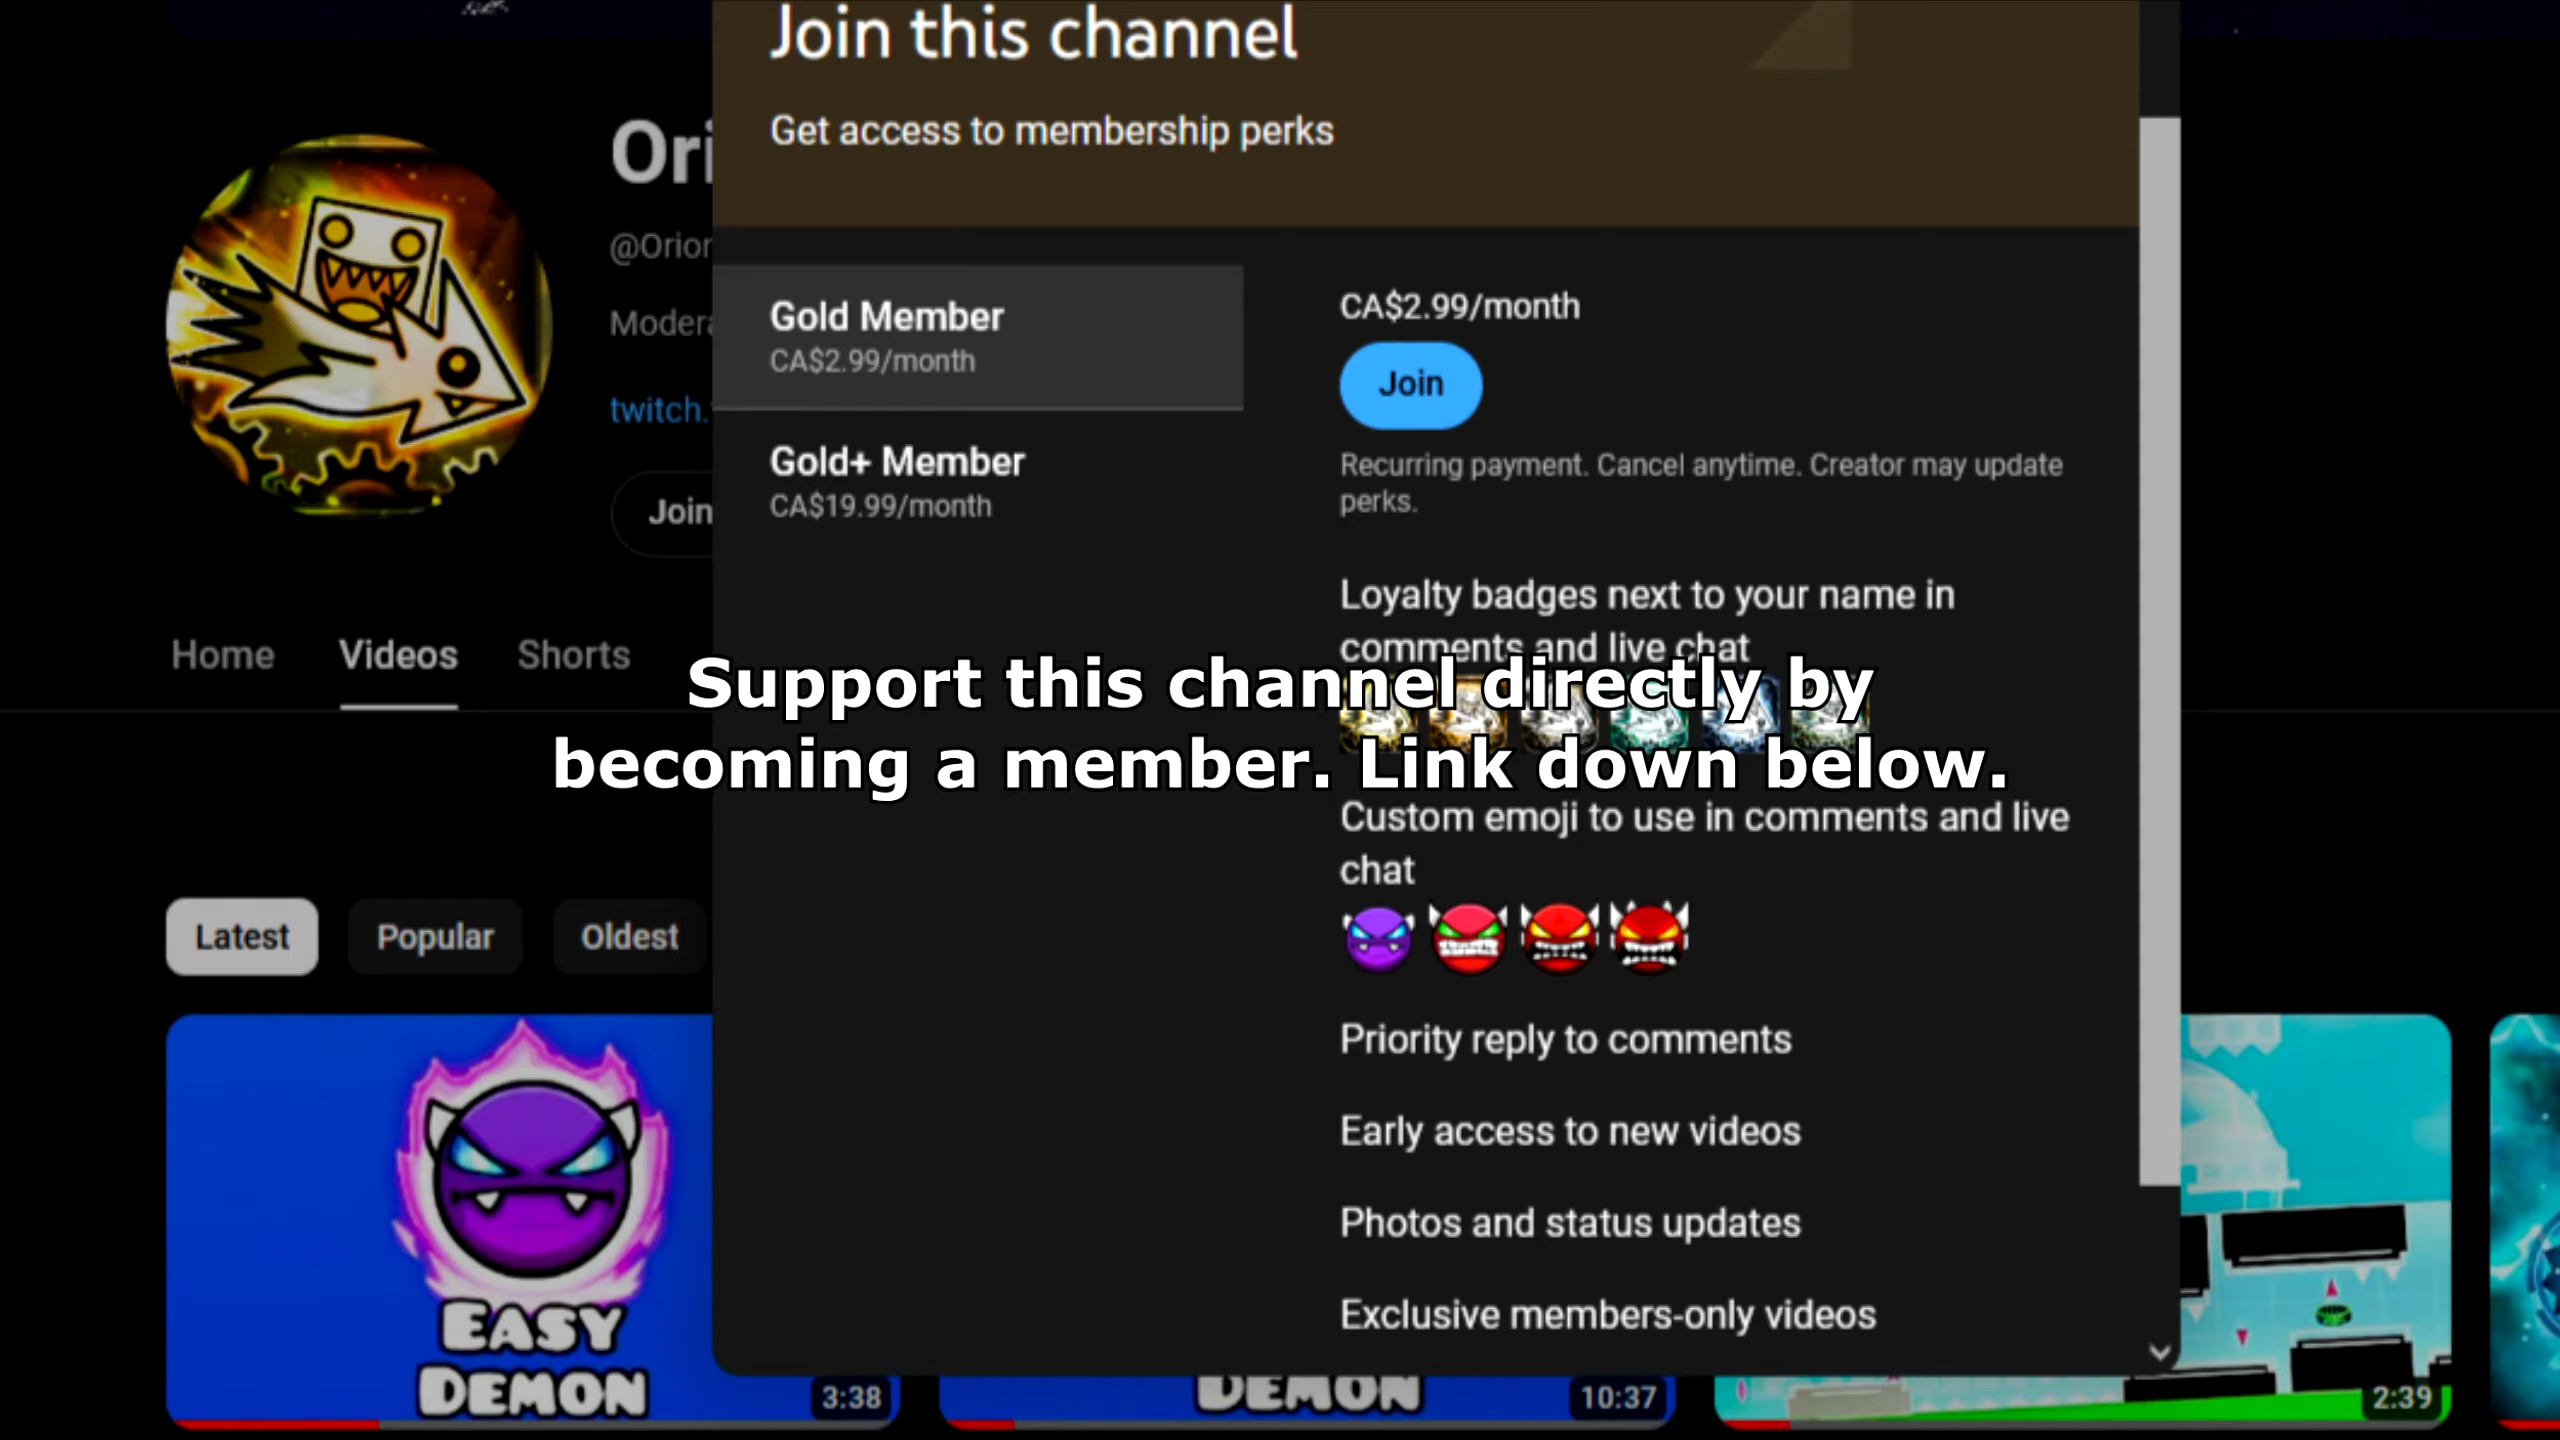 Join this channel
Get access to membership perks
Ori
@Orion
Modera
twitch.
Join
Gold Member
CA$2.99/month
Gold+ Member
CA$19.99/month
CA$2.99/month
Join
Recurring payment. Cancel anytime. Creator may update
perks.
Loyalty badges next to your name in
comments and live chat
Home
Videos
Shorts
Support this channel directly by
becoming a member. Link down below.
Custom emoji to use in comments and live
chat
Latest
Popular
Oldest
Priority reply to comments
Early access to new videos
Photos and status updates
Exclusive members-only videos
EASY
DEMON
3:38
DEMON
10:37
2:39